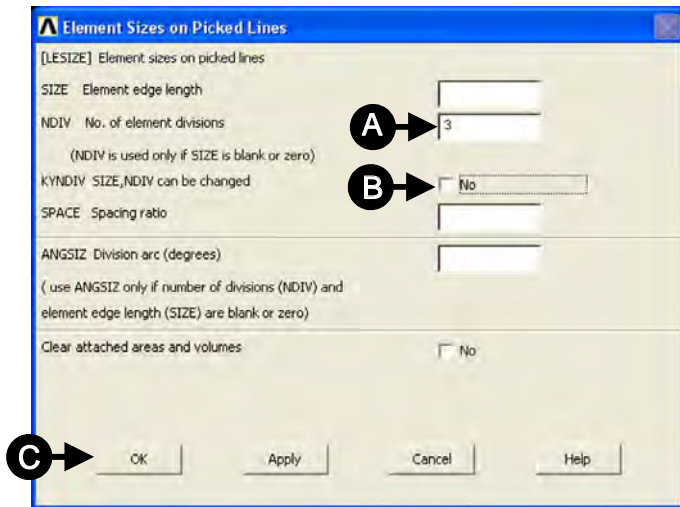 Element Sizes on Picked Lines
[LESIZE] Element sizes on picked lines
SIZE Element edge length
NDIV No. of element divisions A 3
(NDIV is used only if SIZE is blank or zero)
KYNDIV SIZE,NDIV can be changed B No
SPACE Spacing ratio
ANGSIZ Division arc (degrees)
( use ANGSIZ only if number of divisions (NDIV) and
element edge length (SIZE) are blank or zero)
Clear attached areas and volumes No
C OK Apply Cancel Help